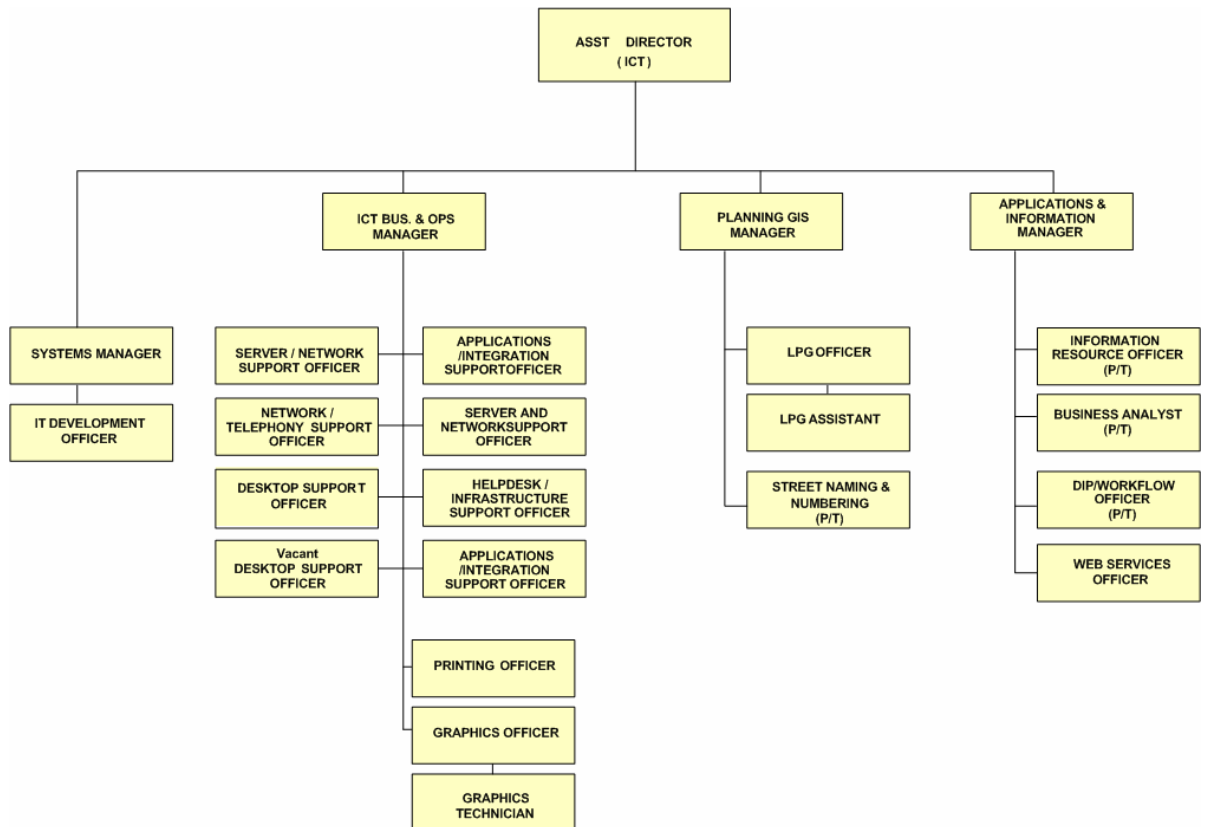 ASST DIRECTOR
( ICT )
ICT BUS. & OPS
MANAGER
PLANNING GIS
MANAGER
APPLICATIONS &
INFORMATION
MANAGER
SYSTEMS MANAGER
IT DEVELOPMENT
OFFICER
SERVER / NETWORK
SUPPORT OFFICER
APPLICATIONS
/INTEGRATION
SUPPORTOFFICER
NETWORK /
TELEPHONY SUPPORT
OFFICER
SERVER AND
NETWORKSUPPORT
OFFICER
DESKTOP SUPPORT
OFFICER
HELPDESK /
INFRASTRUCTURE
SUPPORT OFFICER
Vacant
DESKTOP SUPPORT
OFFICER
APPLICATIONS
/INTEGRATION
SUPPORT OFFICER
PRINTING OFFICER
GRAPHICS OFFICER
GRAPHICS
TECHNICIAN
LPG OFFICER
LPG ASSISTANT
STREET NAMING &
NUMBERING
(P/T)
INFORMATION
RESOURCE OFFICER
(P/T)
BUSINESS ANALYST
(P/T)
DIP/WORKFLOW
OFFICER
(P/T)
WEB SERVICES
OFFICER